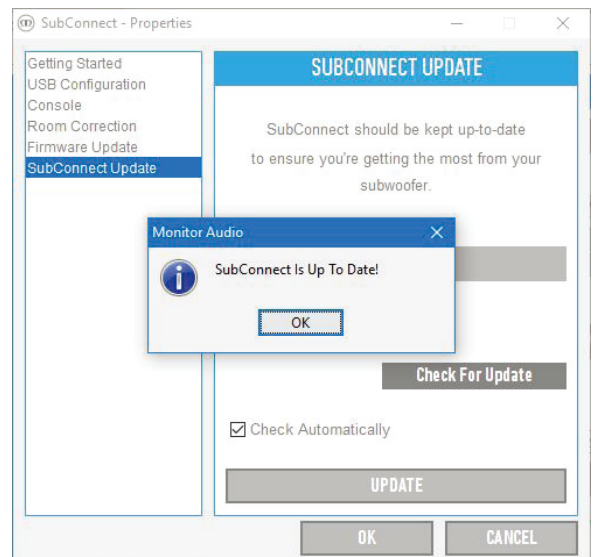 SubConnect - Properties
Getting Started
USB Configuration
Console
Room Correction
Firmware Update
SubConnect Update
SUBCONNECT UPDATE
SubConnect should be kept up-to-date
to ensure you're getting the most from your
subwoofer.
Monitor Audio
SubConnect Is Up To Date!
OK
Check For Update
Check Automatically
UPDATE
OK
CANCEL